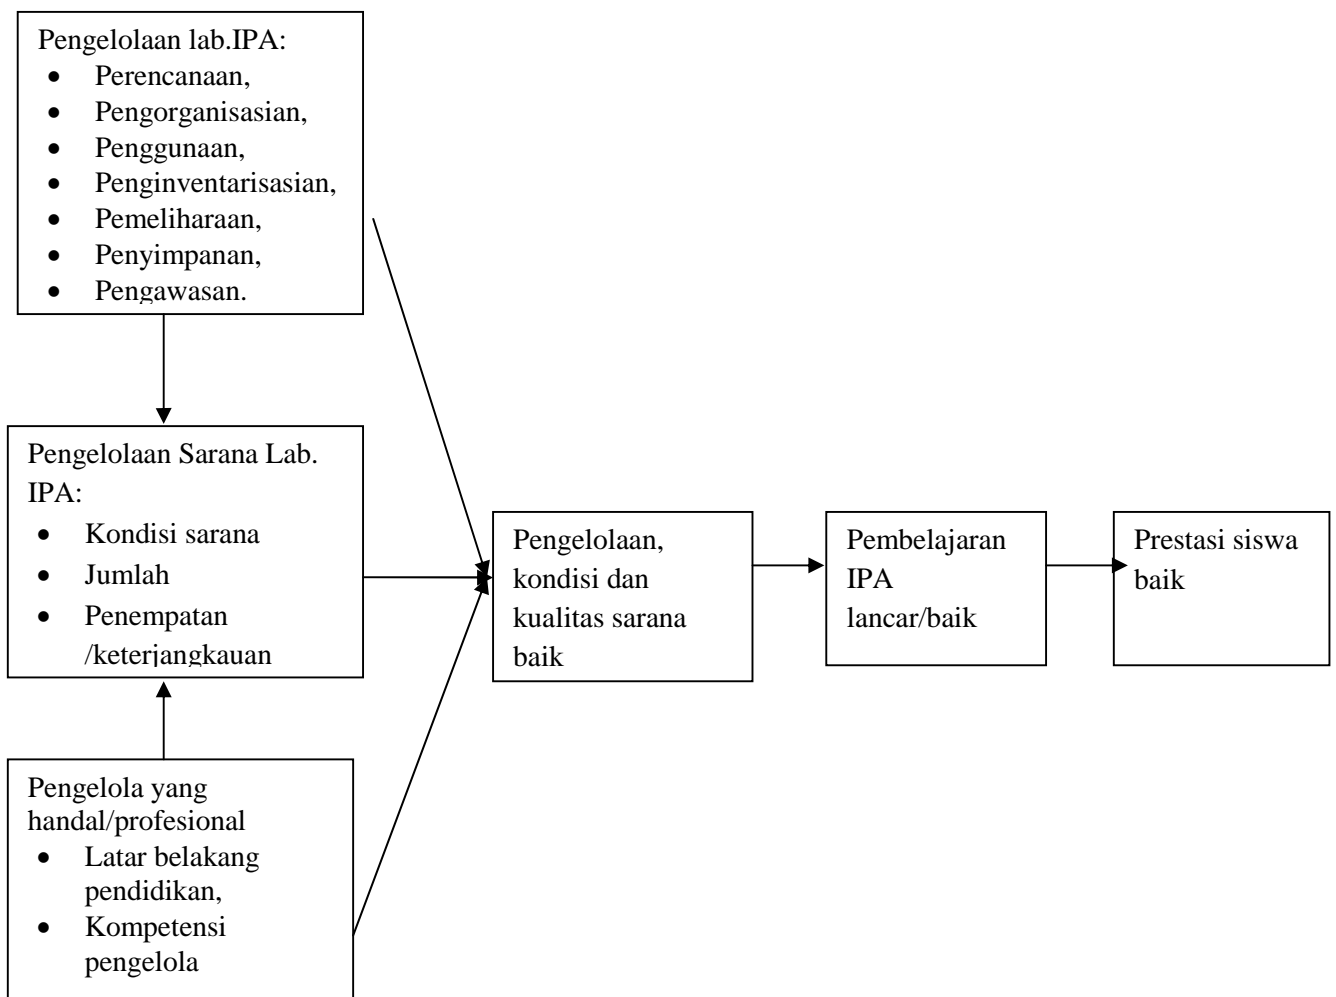 Pengelolaan lab.IPA:
• Perencanaan,
• Pengorganisasian,
• Penggunaan,
• Penginventarisasian,
• Pemeliharaan,
• Penyimpanan,
• Pengawasan.
Pengelolaan Sarana Lab.
IPA:
• Kondisi sarana
• Jumlah
• Penempatan
/keterjangkauan
Pengelola yang
handal/profesional
• Latar belakang
pendidikan,
• Kompetensi
pengelola
Pengelolaan,
kondisi dan
kualitas sarana
baik
Pembelajaran
IPA
lancar/baik
Prestasi siswa
baik